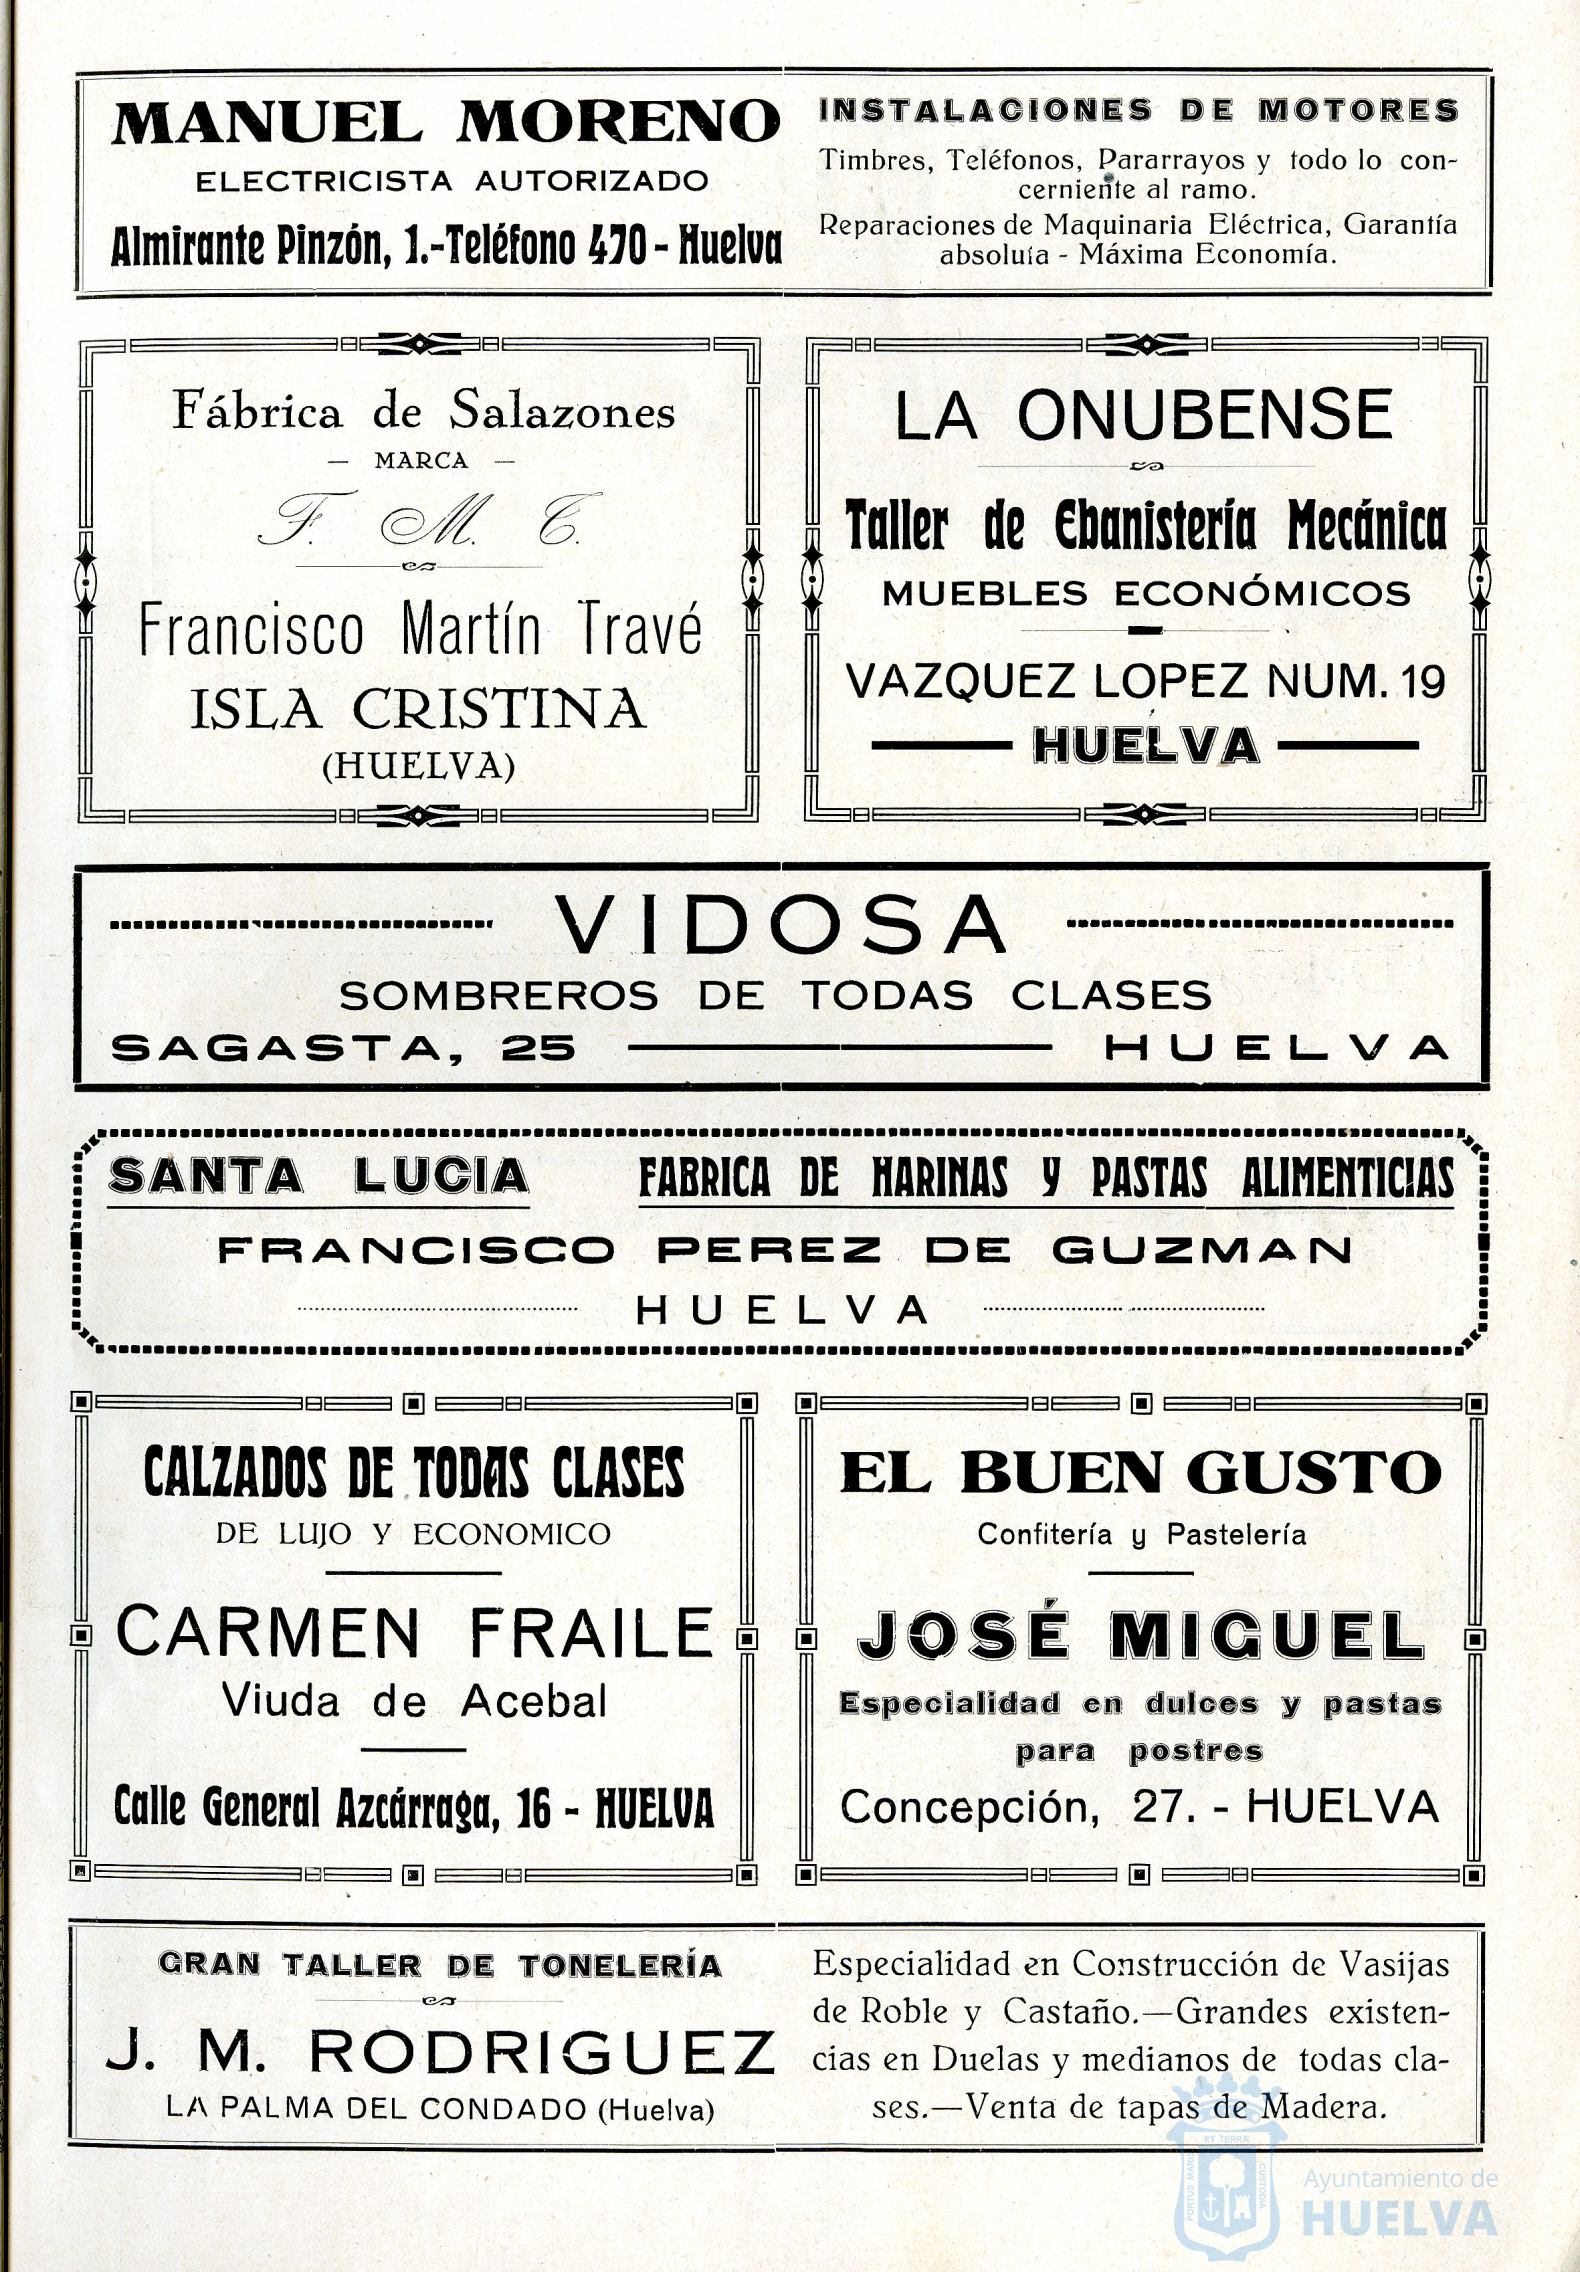 MANUEL MORENO
ELECTRICISTA AUTORIZADO
Almirante Pinzón, 1.-Teléfono 470 - Huelva
INSTALACIONES DE MOTORES
Timbres, Teléfonos, Pararrayos y todo lo con-
cerniente al ramo.
Reparaciones de Maquinaria Eléctrica, Garantía
absoluta - Máxima Economía.
Fábrica de Salazones
— MARCA —
F. M. T.
Francisco Martín Travé
ISLA CRISTINA
(HUELVA)
LA ONUBENSE
Taller de Ebanistería Mecánica
MUEBLES ECONÓMICOS
VAZQUEZ LOPEZ NUM. 19
HUELVA
VIDOSA
SOMBREROS DE TODAS CLASES
SAGASTA, 25 HUELVA
SANTA LUCIA FABRICA DE HARINAS Y PASTAS ALIMENTICIAS
FRANCISCO PEREZ DE GUZMAN
HUELVA
CALZADOS DE TODAS CLASES
DE LUJO Y ECONOMICO
CARMEN FRAILE
Viuda de Acebal
Calle General Azcárraga, 16 - HUELVA
EL BUEN GUSTO
Confitería y Pastelería
JOSÉ MIGUEL
Especialidad en dulces y pastas
para postres
Concepción, 27. - HUELVA
GRAN TALLER DE TONELERÍA
J. M. RODRIGUEZ
LA PALMA DEL CONDADO (Huelva)
Especialidad en Construcción de Vasijas
de Roble y Castaño.—Grandes existen-
cias en Duelas y medianos de todas cla-
ses.—Venta de tapas de Madera.
PORTUS MARIS
ET TERRÆ
CUSTODIA
Ayuntamiento de
HUELVA